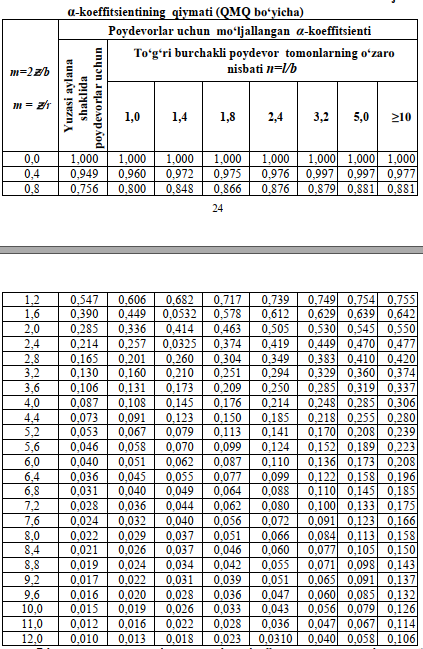 α-koeffitsientining qiymati (QMQ bo‘yicha)
m=2z/b
m = z/r
Poydevorlar uchun mo‘ljallangan α-koeffitsienti
Yuzasi aylana shaklida poydevorlar uchun
To‘g‘ri burchakli poydevor tomonlarning o‘zaro
nisbati n=l/b
1,0 1,4 1,8 2,4 3,2 5,0 ≥10
0,0 1,000 1,000 1,000 1,000 1,000 1,000 1,000 1,000
0,4 0,949 0,960 0,972 0,975 0,976 0,997 0,997 0,977
0,8 0,756 0,800 0,848 0,866 0,876 0,879 0,881 0,881
24
1,2 0,547 0,606 0,682 0,717 0,739 0,749 0,754 0,755
1,6 0,390 0,449 0,0532 0,578 0,612 0,629 0,639 0,642
2,0 0,285 0,336 0,414 0,463 0,505 0,530 0,545 0,550
2,4 0,214 0,257 0,0325 0,374 0,419 0,449 0,470 0,477
2,8 0,165 0,201 0,260 0,304 0,349 0,383 0,410 0,420
3,2 0,130 0,160 0,210 0,251 0,294 0,329 0,360 0,374
3,6 0,106 0,131 0,173 0,209 0,250 0,285 0,319 0,337
4,0 0,087 0,108 0,145 0,176 0,214 0,248 0,285 0,306
4,4 0,073 0,091 0,123 0,150 0,185 0,218 0,255 0,280
5,2 0,053 0,067 0,079 0,113 0,141 0,170 0,208 0,239
5,6 0,046 0,058 0,070 0,099 0,124 0,152 0,189 0,223
6,0 0,040 0,051 0,062 0,087 0,110 0,136 0,173 0,208
6,4 0,036 0,045 0,055 0,077 0,099 0,122 0,158 0,196
6,8 0,031 0,040 0,049 0,064 0,088 0,110 0,145 0,185
7,2 0,028 0,036 0,044 0,062 0,080 0,100 0,133 0,175
7,6 0,024 0,032 0,040 0,056 0,072 0,091 0,123 0,166
8,0 0,022 0,029 0,037 0,051 0,066 0,084 0,113 0,158
8,4 0,021 0,026 0,037 0,046 0,060 0,077 0,105 0,150
8,8 0,019 0,024 0,034 0,042 0,055 0,071 0,098 0,143
9,2 0,017 0,022 0,031 0,039 0,051 0,065 0,091 0,137
9,6 0,016 0,020 0,028 0,036 0,047 0,060 0,085 0,132
10,0 0,015 0,019 0,026 0,033 0,043 0,056 0,079 0,126
11,0 0,012 0,016 0,022 0,028 0,036 0,047 0,067 0,114
12,0 0,010 0,013 0,018 0,023 0,0310 0,040 0,058 0,106